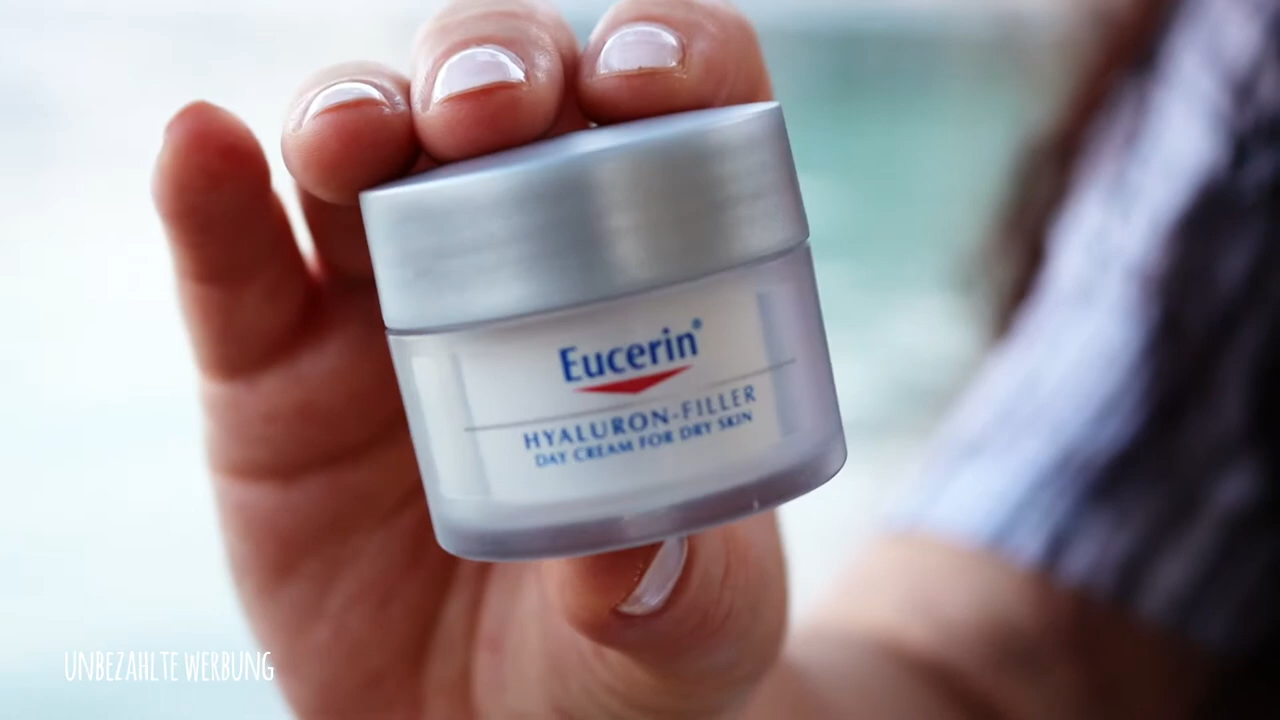 Eucerin®
HYALURON-FILLER
DAY CREAM FOR DRY SKIN
UNBEZAHLTE WERBUNG